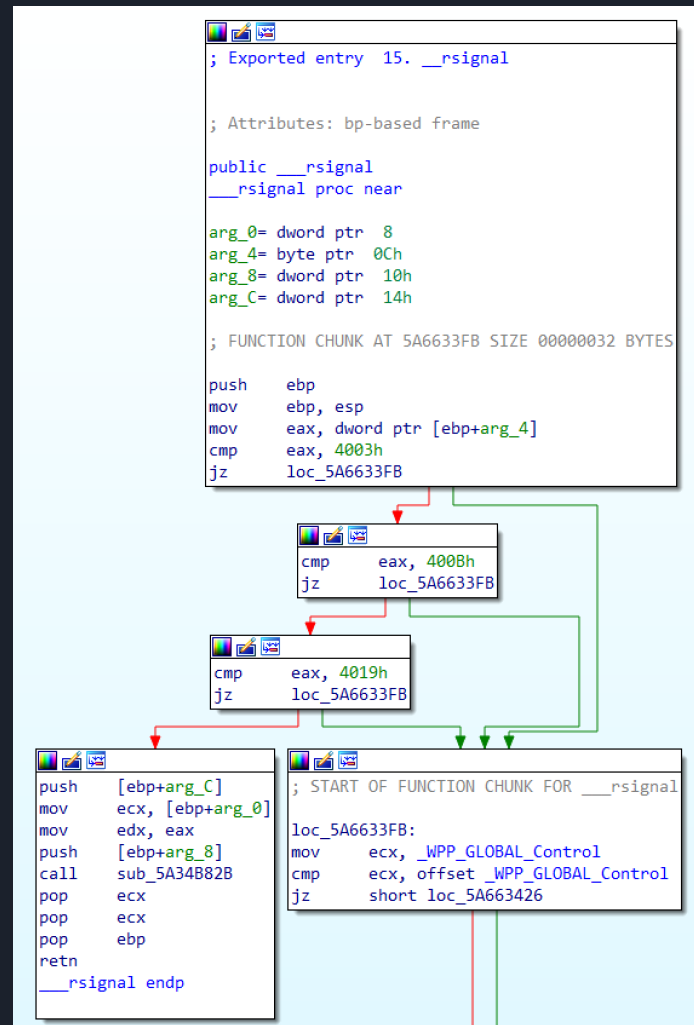 ; Exported entry  15. __rsignal
; Attributes: bp-based frame
public ___rsignal
___rsignal proc near
arg_0= dword ptr  8
arg_4= byte ptr  0Ch
arg_8= dword ptr  10h
arg_C= dword ptr  14h
; FUNCTION CHUNK AT 5A6633FB SIZE 00000032 BYTES
push    ebp
mov     ebp, esp
mov     eax, dword ptr [ebp+arg_4]
cmp     eax, 4003h
jz      loc_5A6633FB
cmp     eax, 400Bh
jz      loc_5A6633FB
cmp     eax, 4019h
jz      loc_5A6633FB
push    [ebp+arg_C]
mov     ecx, [ebp+arg_0]
mov     edx, eax
push    [ebp+arg_8]
call    sub_5A34B82B
pop     ecx
pop     ecx
pop     ebp
retn
___rsignal endp
; START OF FUNCTION CHUNK FOR ___rsignal
loc_5A6633FB:
mov     ecx, _WPP_GLOBAL_Control
cmp     ecx, offset _WPP_GLOBAL_Control
jz      short loc_5A663426